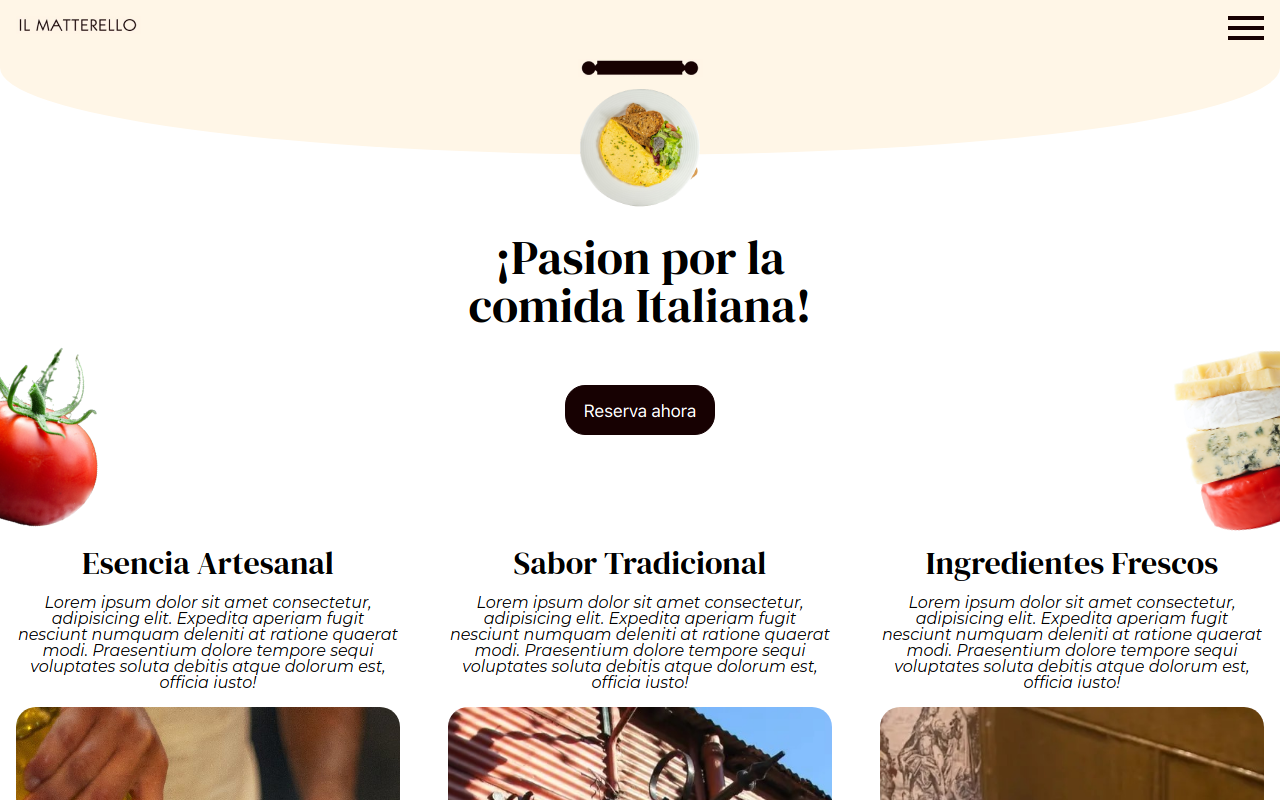 IL MATTERELLO
¡Pasion por la
comida Italiana!
Reserva ahora
Esencia Artesanal
Lorem ipsum dolor sit amet consectetur,
adipisicing elit. Expedita aperiam fugit
nesciunt numquam deleniti at ratione quaerat
modi. Praesentium dolore tempore sequi
voluptates soluta debitis atque dolorum est,
officia iusto!
Sabor Tradicional
Lorem ipsum dolor sit amet consectetur,
adipisicing elit. Expedita aperiam fugit
nesciunt numquam deleniti at ratione quaerat
modi. Praesentium dolore tempore sequi
voluptates soluta debitis atque dolorum est,
officia iusto!
Ingredientes Frescos
Lorem ipsum dolor sit amet consectetur,
adipisicing elit. Expedita aperiam fugit
nesciunt numquam deleniti at ratione quaerat
modi. Praesentium dolore tempore sequi
voluptates soluta debitis atque dolorum est,
officia iusto!